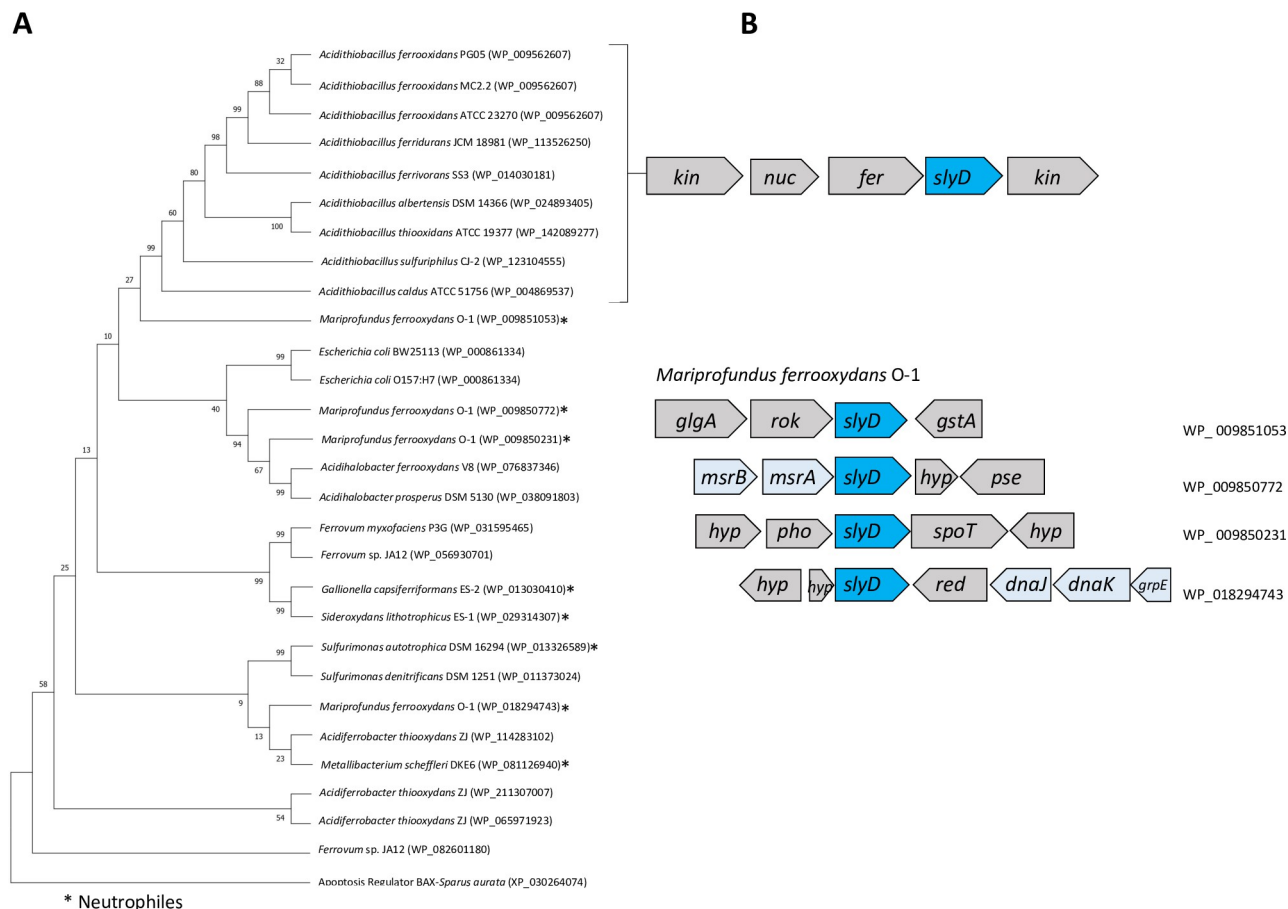 A
B
32
Acidithiobacillus ferrooxidans PG05 (WP_009562607)
88
Acidithiobacillus ferrooxidans MC2.2 (WP_009562607)
99
Acidithiobacillus ferrooxidans ATCC 23270 (WP_009562607)
98
Acidithiobacillus ferridurans JCM 18981 (WP_113526250)
80
Acidithiobacillus ferrivorans SS3 (WP_014030181)
kin nuc fer slyD kin
60
Acidithiobacillus albertensis DSM 14366 (WP_024893405)
100
Acidithiobacillus thiooxidans ATCC 19377 (WP_142089277)
99
Acidithiobacillus sulfuriphilus CJ-2 (WP_123104555)
27
Acidithiobacillus caldus ATCC 51756 (WP_004869537)
Mariprofundus ferrooxydans O-1 (WP_009851053)*
10
99
Escherichia coli BW25113 (WP_000861334)
Escherichia coli O157:H7 (WP_000861334)
40
Mariprofundus ferrooxydans O-1 (WP_009850772)*
94
Mariprofundus ferrooxydans O-1 (WP_009850231)*
67
Acidihalobacter ferrooxydans V8 (WP_076837346)
99
Acidihalobacter prosperus DSM 5130 (WP_038091803)
13
99
Ferrovum myxofaciens P3G (WP_031595465)
Ferrovum sp. JA12 (WP_056930701)
99
Gallionella capsiferriformans ES-2 (WP_013030410)*
99
Sideroxydans lithotrophicus ES-1 (WP_029314307)*
25
Sulfurimonas autotrophica DSM 16294 (WP_013326589)*
99
Sulfurimonas denitrificans DSM 1251 (WP_011373024)
9
Mariprofundus ferrooxydans O-1 (WP_018294743)*
13
Acidiferrobacter thiooxydans ZJ (WP_114283102)
23
Metallibacterium scheffleri DKE6 (WP_081126940)*
58
Acidiferrobacter thiooxydans ZJ (WP_211307007)
54
Acidiferrobacter thiooxydans ZJ (WP_065971923)
Ferrovum sp. JA12 (WP_082601180)
Apoptosis Regulator BAX-Sparus aurata (XP_030264074)
* Neutrophiles
Mariprofundus ferrooxydans O-1
glgA rok slyD gstA WP_ 009851053
msrB msrA slyD hyp pse WP_009850772
hyp pho slyD spoT hyp WP_ 009850231
hyp hyp slyD red dnaJ dnaK grpE WP_018294743